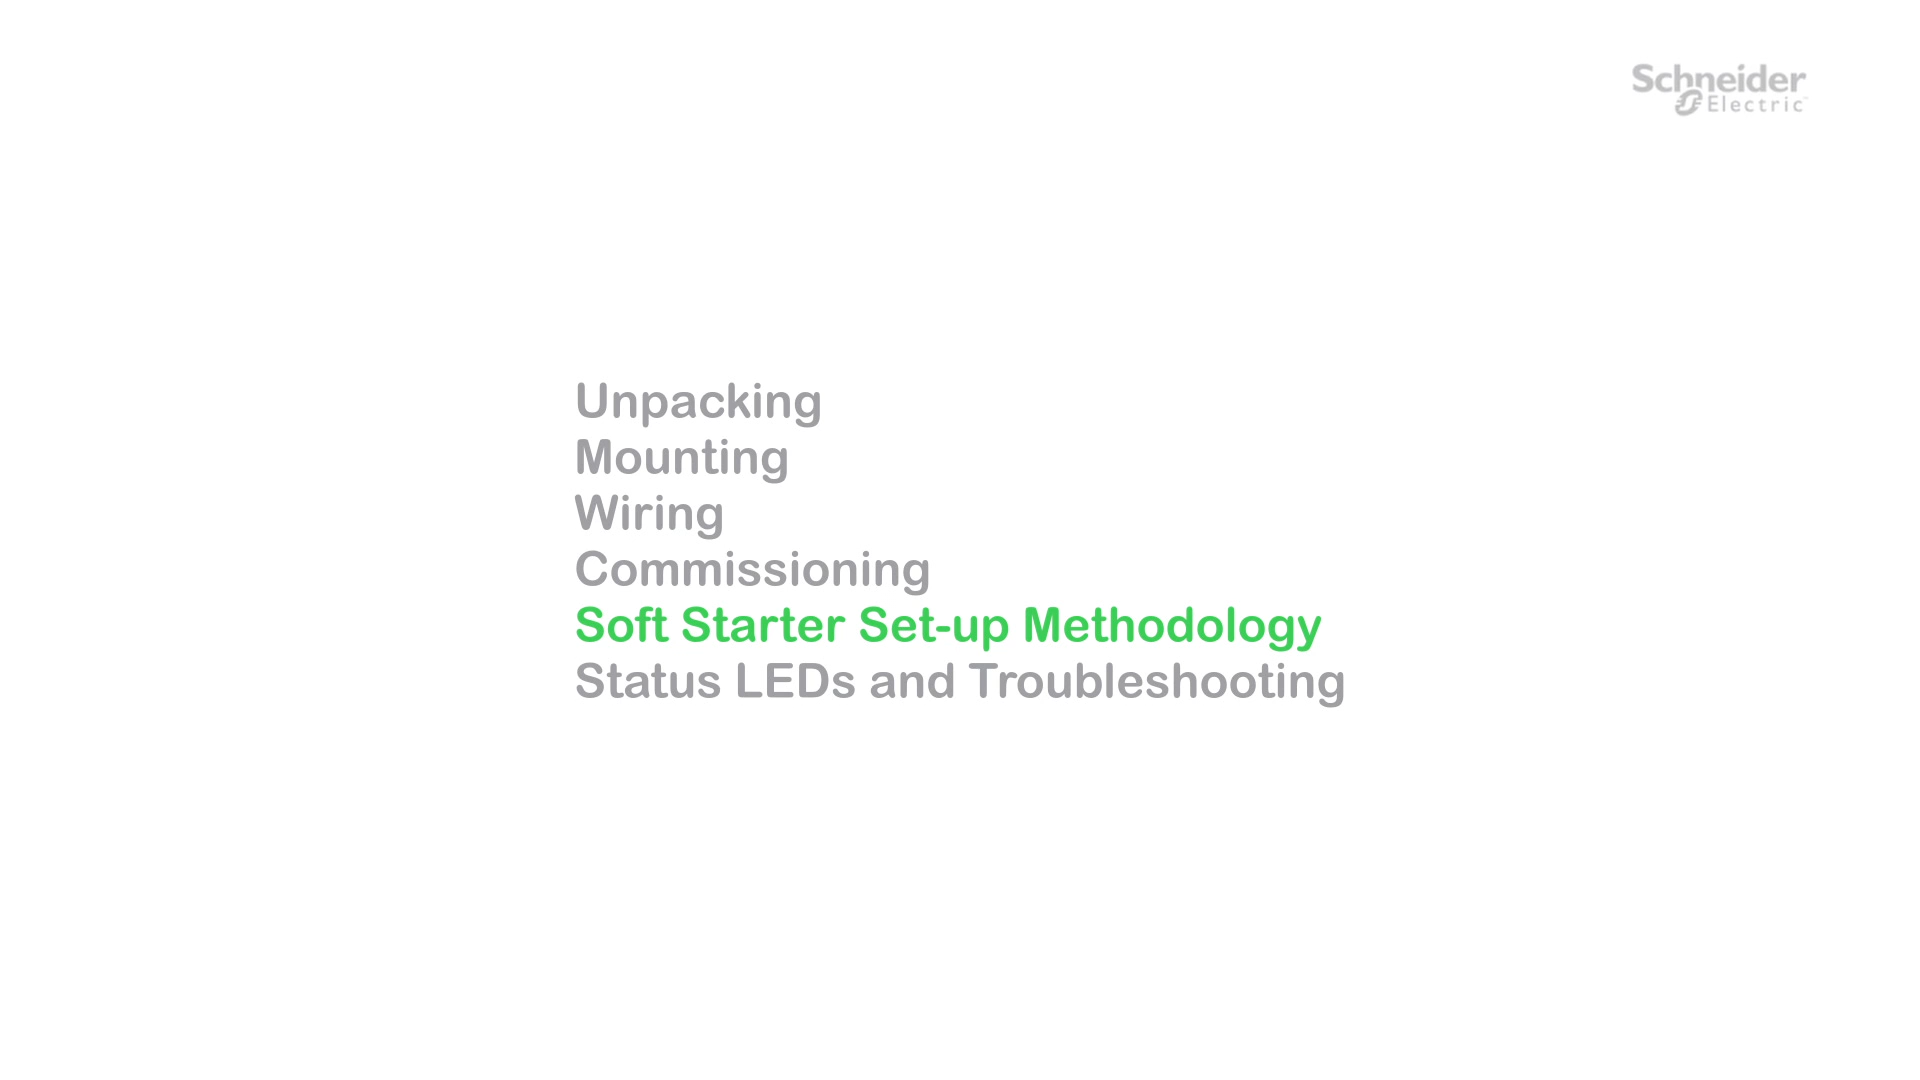 Schneider
Electric
Unpacking
Mounting
Wiring
Commissioning
Soft Starter Set-up Methodology
Status LEDs and Troubleshooting